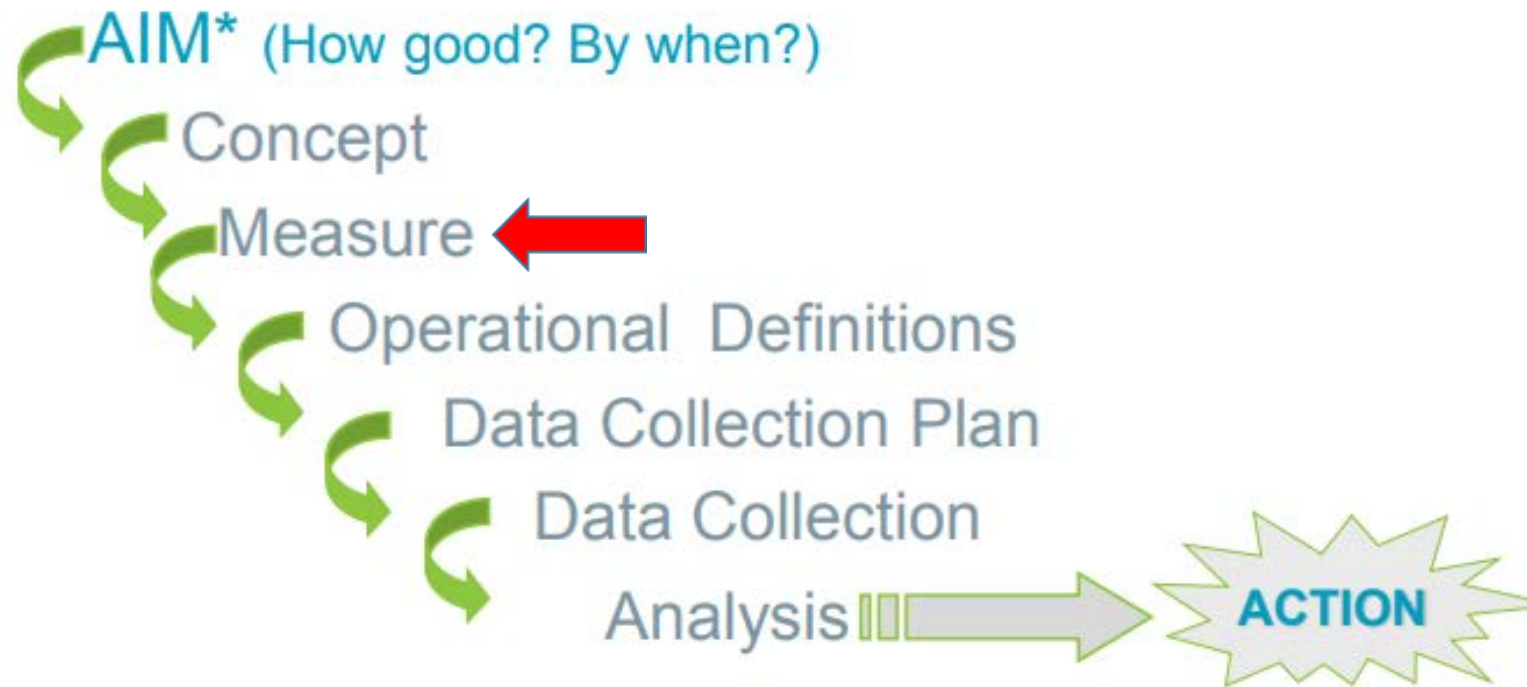 AIM* (How good? By when?)
Concept
Measure
Operational Definitions
Data Collection Plan
Data Collection
Analysis
ACTION